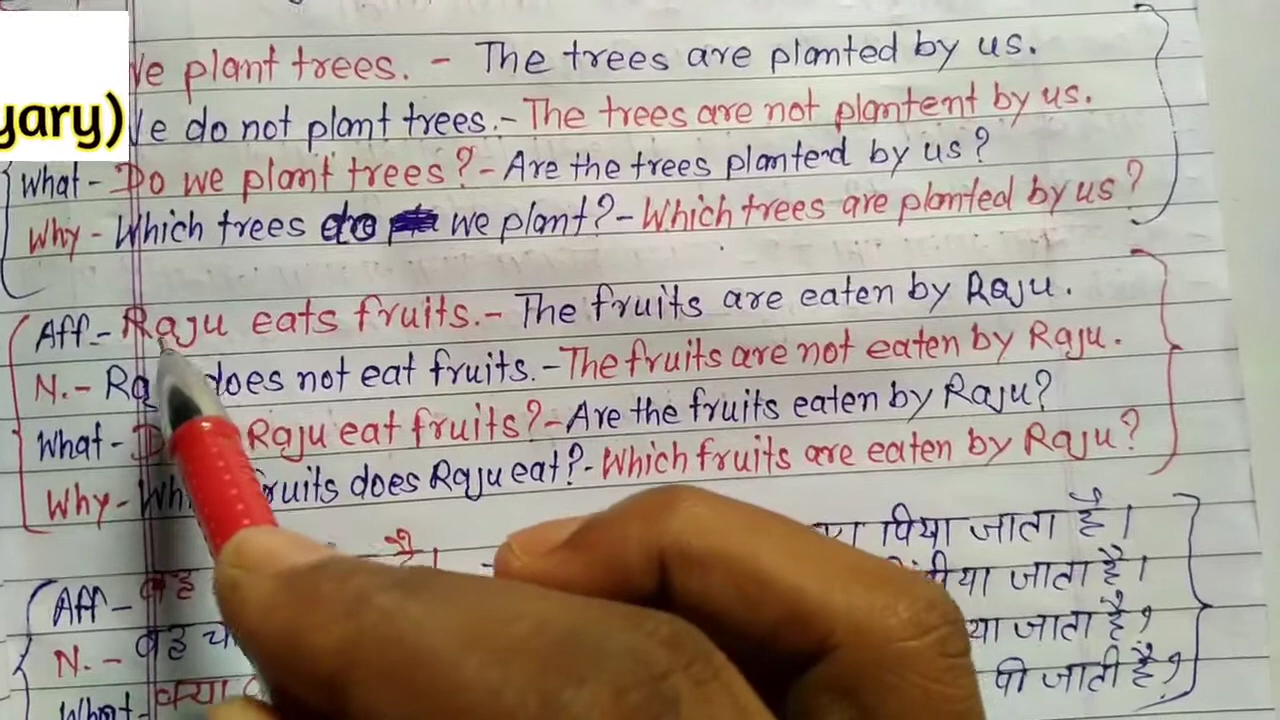 We plant trees. - The trees are planted by us.
yary) We do not plant trees. - The trees are not plantent by us.
What - Do we plant trees? - Are the trees planted by us?
Why - Which trees do we plant? - Which trees are planted by us?
Aff. - Raju eats fruits. - The fruits are eaten by Raju.
N. - does not eat fruits. - The fruits are not eaten by Raju.
What - Raju eat fruits? - Are the fruits eaten by Raju?
Why - fruits does Raju eat? - Which fruits are eaten by Raju?
पिया जाता है।
Aff - वह जाता है।
N. - वह जाता है?
What - क्या पी जाती है?